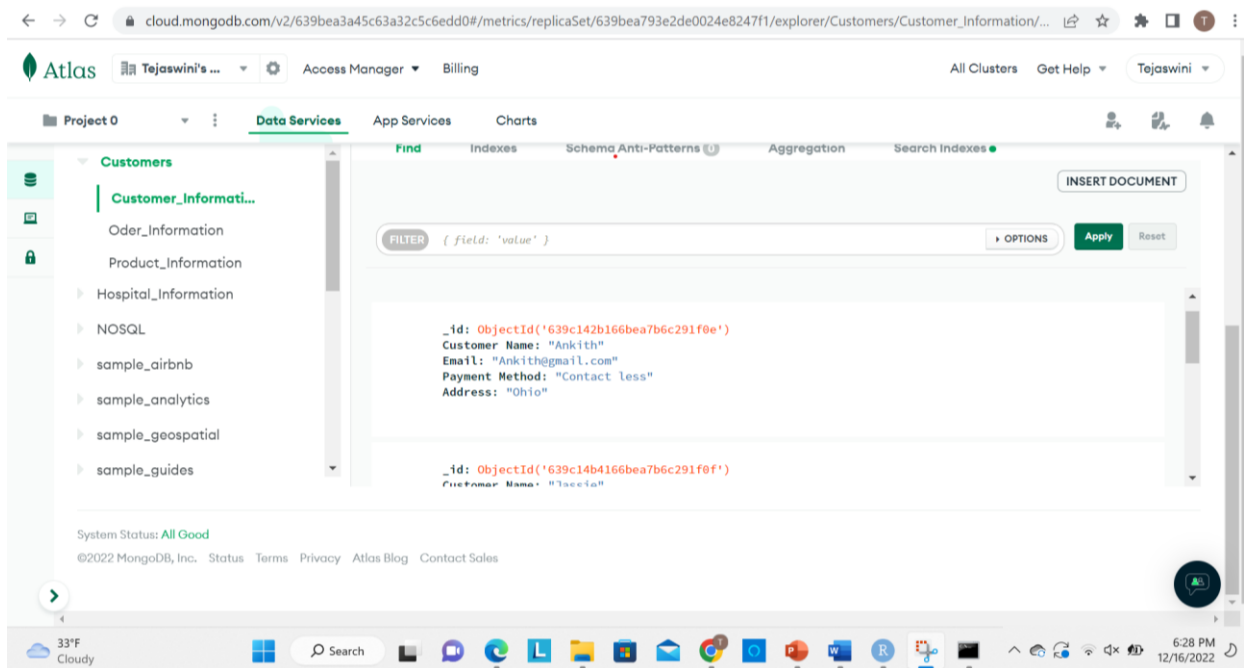 cloud.mongodb.com/v2/639bea3a45c63a32c5c6edd0#/metrics/replicaSet/639bea793e2de0024e8247f1/explorer/Customers/Customer_Information/...
T
Atlas
Tejaswini's ...
Access Manager
Billing
All Clusters
Get Help
Tejaswini
Project 0
Data Services
App Services
Charts
Customers
Customer_Informati...
Oder_Information
Product_Information
Hospital_Information
NOSQL
sample_airbnb
sample_analytics
sample_geospatial
sample_guides
Find
Indexes
Schema Anti-Patterns 0
Aggregation
Search Indexes
INSERT DOCUMENT
FILTER
{ field: 'value' }
OPTIONS
Apply
Reset
_id: ObjectId('639c142b166bea7b6c291f0e')
Customer Name: "Ankith"
Email: "Ankith@gmail.com"
Payment Method: "Contact less"
Address: "Ohio"
_id: ObjectId('639c14b4166bea7b6c291f0f')
Customer Name: "Jassie"
System Status: All Good
©2022 MongoDB, Inc. Status Terms Privacy Atlas Blog Contact Sales
33°F
Cloudy
Search
L
T
W
R
6:28 PM
12/16/2022